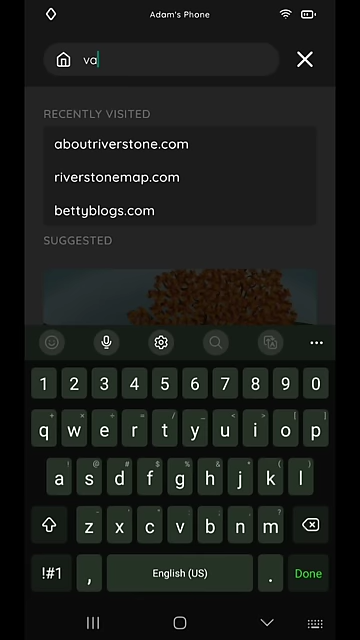 Adam's Phone
va
RECENTLY VISITED
aboutriverstone.com
riverstonemap.com
bettyblogs.com
SUGGESTED
1 2 3 4 5 6 7 8 9 0
q w e r t y u i o p
a s d f g h j k l
z x c v b n m
!#1 , English (US) . Done